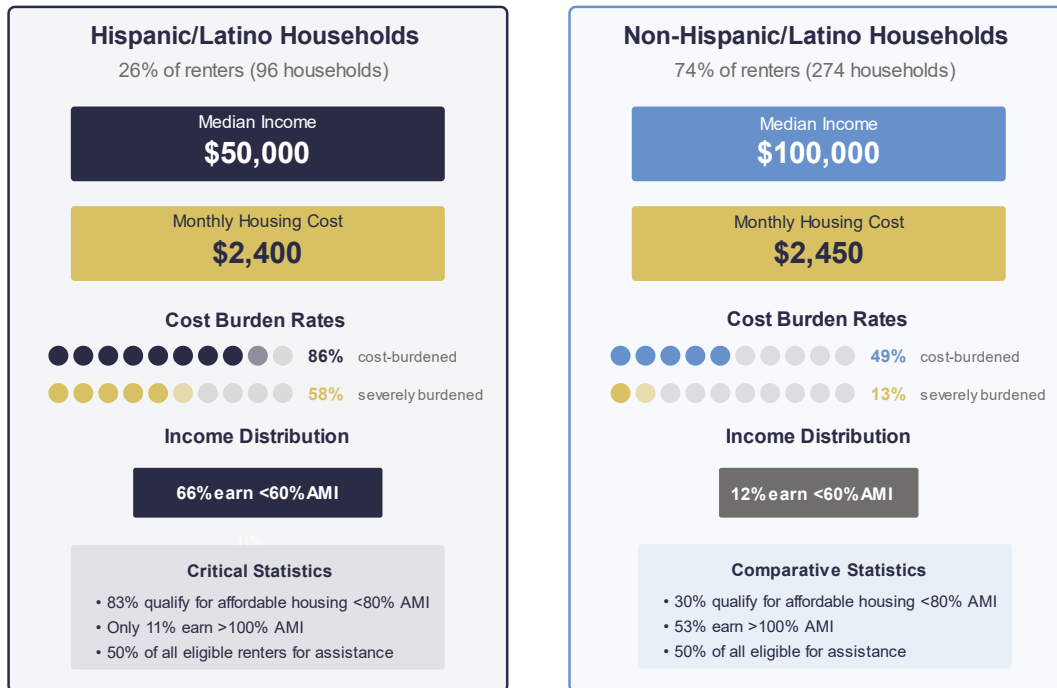 Hispanic/Latino Households
26% of renters (96 households)
Median Income
$50,000
Monthly Housing Cost
$2,400
Cost Burden Rates
86% cost-burdened
58% severely burdened
Income Distribution
66% earn <60% AMI
11%
Critical Statistics
• 83% qualify for affordable housing <80% AMI
• Only 11% earn >100% AMI
• 50% of all eligible renters for assistance
Non-Hispanic/Latino Households
74% of renters (274 households)
Median Income
$100,000
Monthly Housing Cost
$2,450
Cost Burden Rates
49% cost-burdened
13% severely burdened
Income Distribution
12% earn <60% AMI
Comparative Statistics
• 30% qualify for affordable housing <80% AMI
• 53% earn >100% AMI
• 50% of all eligible for assistance